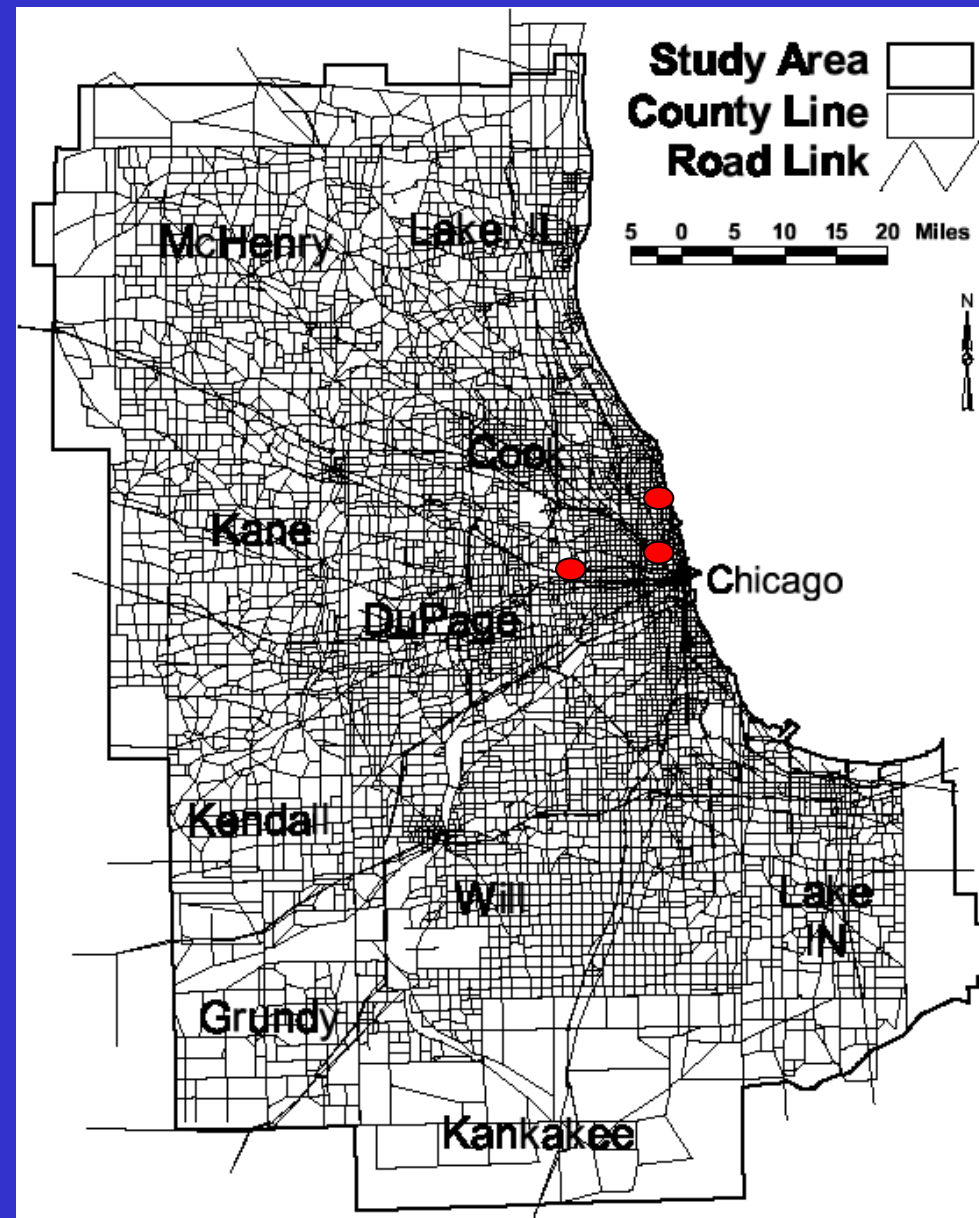 Study Area
County Line
Road Link
5 0 5 10 15 20 Miles
N
McHenry
Lake IL
Cook
Kane
Chicago
DuPage
Kendall
Will
Lake
IN
Grundy
Kankakee